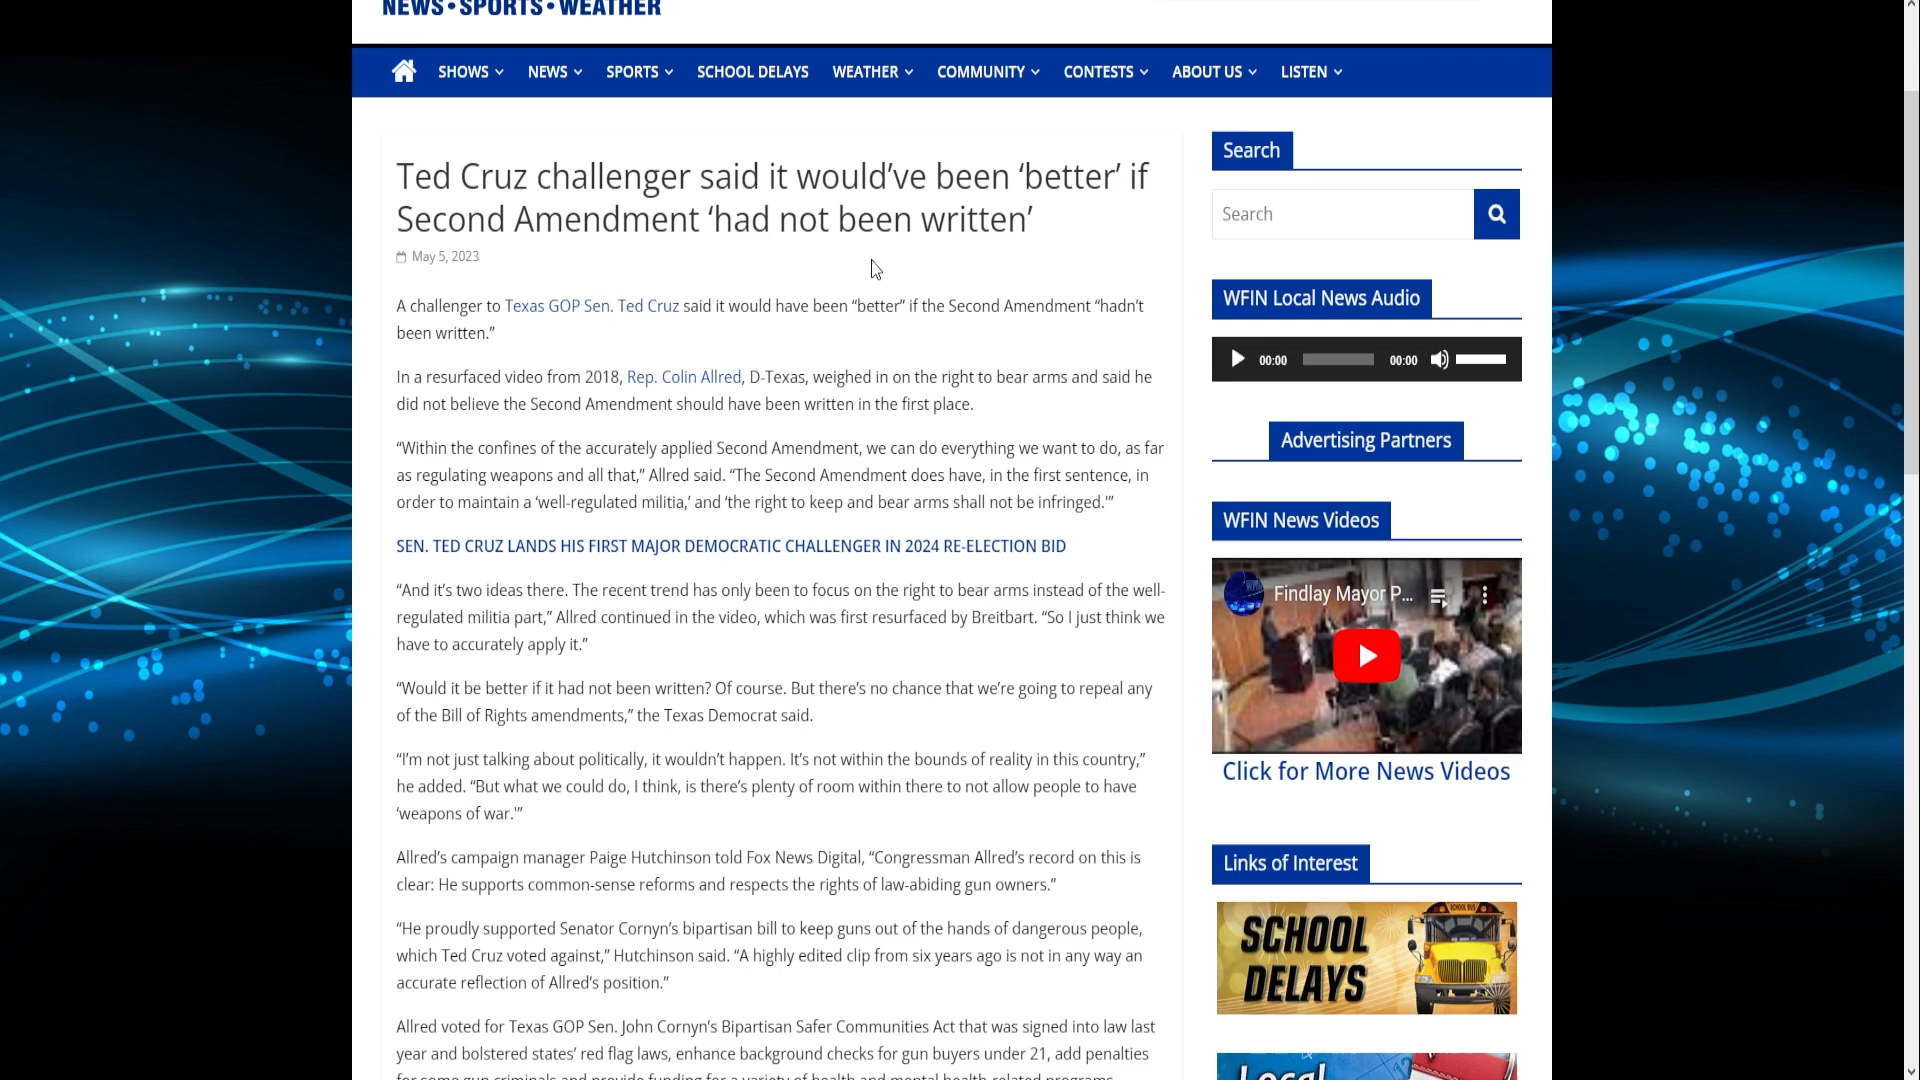 NEWS • SPORTS • WEATHER
SHOWS NEWS SPORTS SCHOOL DELAYS WEATHER COMMUNITY CONTESTS ABOUT US LISTEN
Ted Cruz challenger said it would’ve been ‘better’ if
Second Amendment ‘had not been written’
May 5, 2023
A challenger to Texas GOP Sen. Ted Cruz said it would have been “better” if the Second Amendment “hadn’t
been written.”
In a resurfaced video from 2018, Rep. Colin Allred, D-Texas, weighed in on the right to bear arms and said he
did not believe the Second Amendment should have been written in the first place.
“Within the confines of the accurately applied Second Amendment, we can do everything we want to do, as far
as regulating weapons and all that,” Allred said. “The Second Amendment does have, in the first sentence, in
order to maintain a ‘well-regulated militia,’ and ‘the right to keep and bear arms shall not be infringed.'”
SEN. TED CRUZ LANDS HIS FIRST MAJOR DEMOCRATIC CHALLENGER IN 2024 RE-ELECTION BID
“And it’s two ideas there. The recent trend has only been to focus on the right to bear arms instead of the well-
regulated militia part,” Allred continued in the video, which was first resurfaced by Breitbart. “So I just think we
have to accurately apply it.”
“Would it be better if it had not been written? Of course. But there’s no chance that we’re going to repeal any
of the Bill of Rights amendments,” the Texas Democrat said.
“I’m not just talking about politically, it wouldn’t happen. It’s not within the bounds of reality in this country,”
he added. “But what we could do, I think, is there’s plenty of room within there to not allow people to have
‘weapons of war.'”
Allred’s campaign manager Paige Hutchinson told Fox News Digital, “Congressman Allred’s record on this is
clear: He supports common-sense reforms and respects the rights of law-abiding gun owners.”
“He proudly supported Senator Cornyn’s bipartisan bill to keep guns out of the hands of dangerous people,
which Ted Cruz voted against,” Hutchinson said. “A highly edited clip from six years ago is not in any way an
accurate reflection of Allred’s position.”
Allred voted for Texas GOP Sen. John Cornyn’s Bipartisan Safer Communities Act that was signed into law last
year and bolstered states’ red flag laws, enhance background checks for gun buyers under 21, add penalties
for some gun criminals and provide funding for a variety of health and mental health-related programs.
Search
Search
WFIN Local News Audio
00:00 00:00
Advertising Partners
WFIN News Videos
Findlay Mayor P...
Click for More News Videos
Links of Interest
SCHOOL BUS
SCHOOL
DELAYS
Local